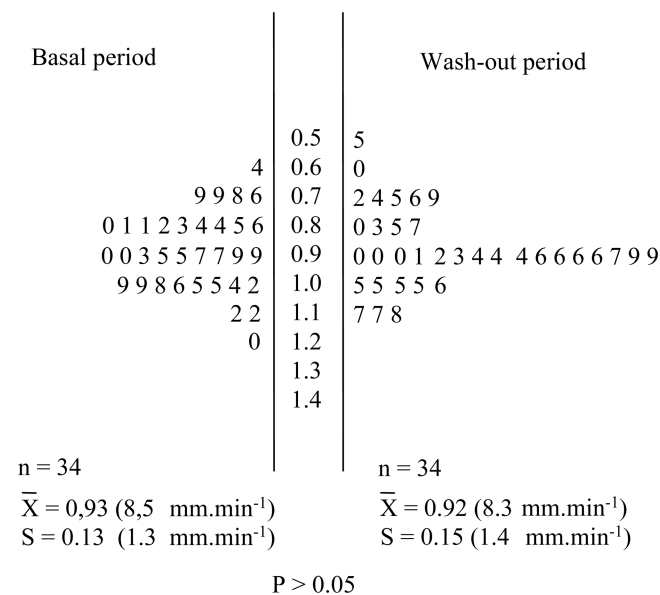 Basal period Wash-out period
0.5 5
4 0.6 0
9 9 8 6 0.7 2 4 5 6 9
0 1 1 2 3 4 4 5 6 0.8 0 3 5 7
0 0 3 5 5 7 7 9 9 0.9 0 0 0 1 2 3 4 4 4 6 6 6 6 7 9 9
9 9 8 6 5 5 4 2 1.0 5 5 5 5 6
2 2 1.1 7 7 8
0 1.2
1.3
1.4
n = 34 n = 34
X̅ = 0,93 (8,5 mm.min⁻¹) X̅ = 0.92 (8.3 mm.min⁻¹)
S = 0.13 (1.3 mm.min⁻¹) S = 0.15 (1.4 mm.min⁻¹)
P > 0.05